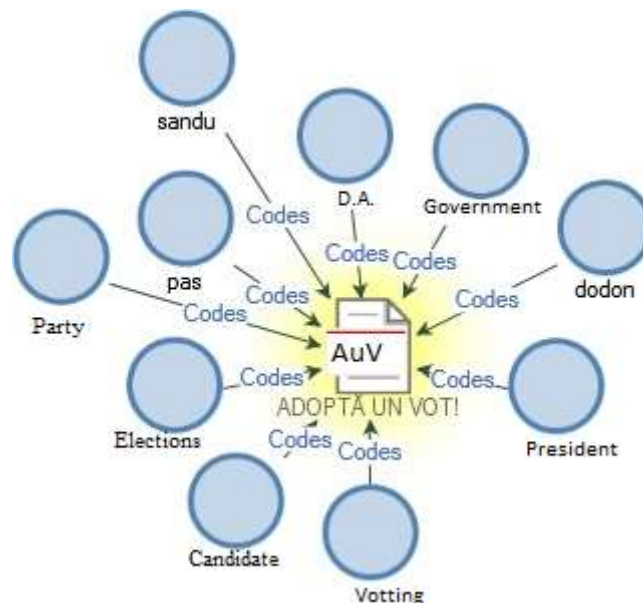 sandu
D.A.
Government
Codes
Codes
Codes
pas
Codes
dodon
Codes
Party
Codes
AuV
Codes
Codes
ADOPTĂ UN VOT!
Elections
Codes
Codes
President
Candidate
Votting